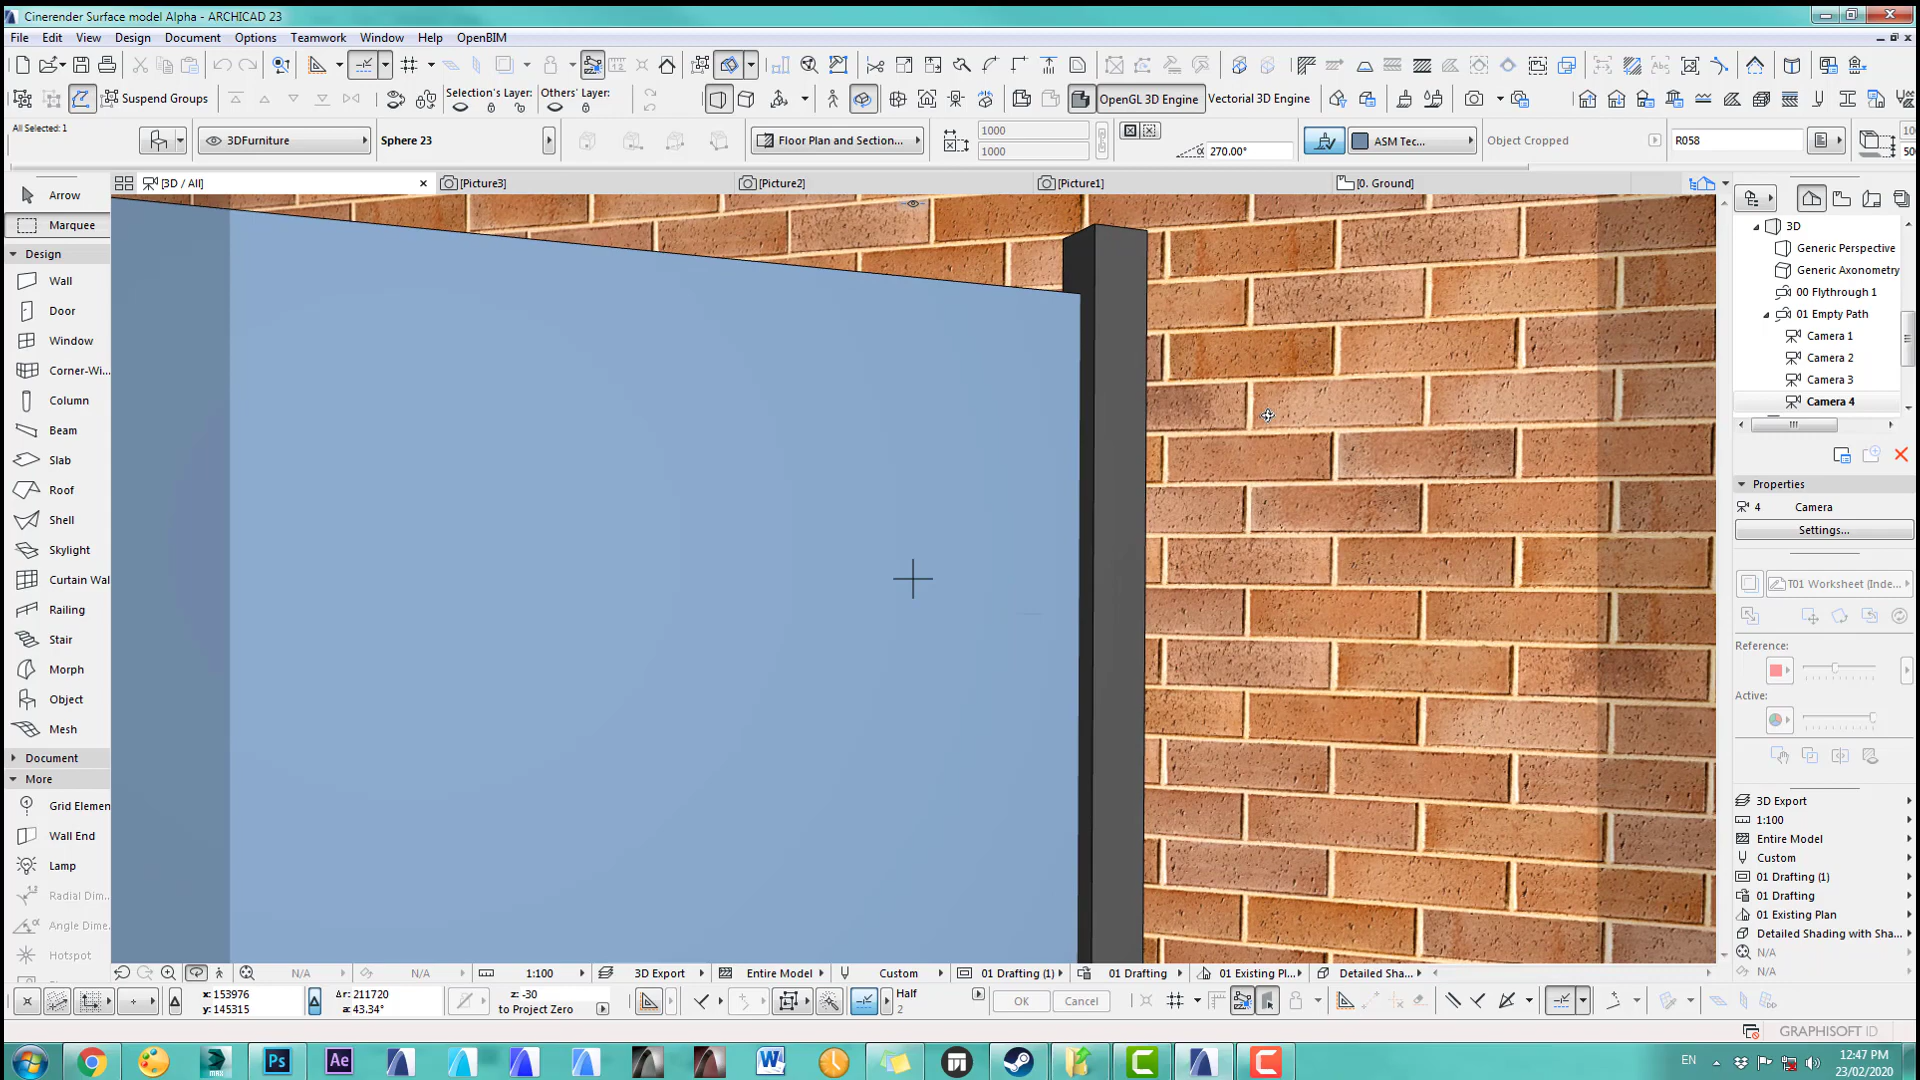 Cinerender Surface model Alpha - ARCHICAD 23
File Edit View Design Document Options Teamwork Window Help OpenBIM
Suspend Groups
Selection's Layer:
Others' Layer:
OpenGL 3D Engine
Vectorial 3D Engine
All Selected: 1
3DFurniture
Sphere 23
Floor Plan and Section...
1000
1000
270.00°
ASM Tec...
Object Cropped
R058
[3D / All]
[Picture3]
[Picture2]
[Picture1]
[0. Ground]
Arrow
Marquee
Design
Wall
Door
Window
Corner-Wi...
Column
Beam
Slab
Roof
Shell
Skylight
Curtain Wal
Railing
Stair
Morph
Object
Mesh
Document
More
Grid Elemen
Wall End
Lamp
Radial Dim...
Angle Dime...
Hotspot
3D
Generic Perspective
Generic Axonometry
00 Flythrough 1
01 Empty Path
Camera 1
Camera 2
Camera 3
Camera 4
Properties
4 Camera
Settings...
T01 Worksheet (Inde...
Reference:
Active:
3D Export
1:100
Entire Model
Custom
01 Drafting (1)
01 Drafting
01 Existing Plan
Detailed Shading with Sha...
N/A
N/A
N/A
N/A
1:100
3D Export
Entire Model
Custom
01 Drafting (1)
01 Drafting
01 Existing Pl...
Detailed Sha...
x: 153976
y: 145315
Δr: 211720
a: 43.34°
z: -30
to Project Zero
Half
2
OK
Cancel
GRAPHISOFT ID
EN
12:47 PM
23/02/2020